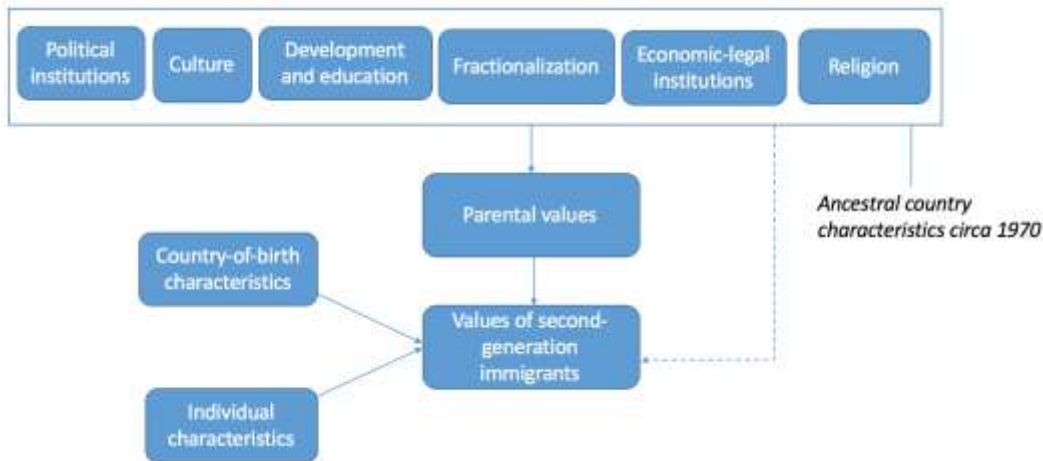 Political
institutions
Culture
Development
and education
Fractionalization
Economic-legal
institutions
Religion
Parental values
Ancestral country
characteristics circa 1970
Country-of-birth
characteristics
Values of second-
generation
immigrants
Individual
characteristics